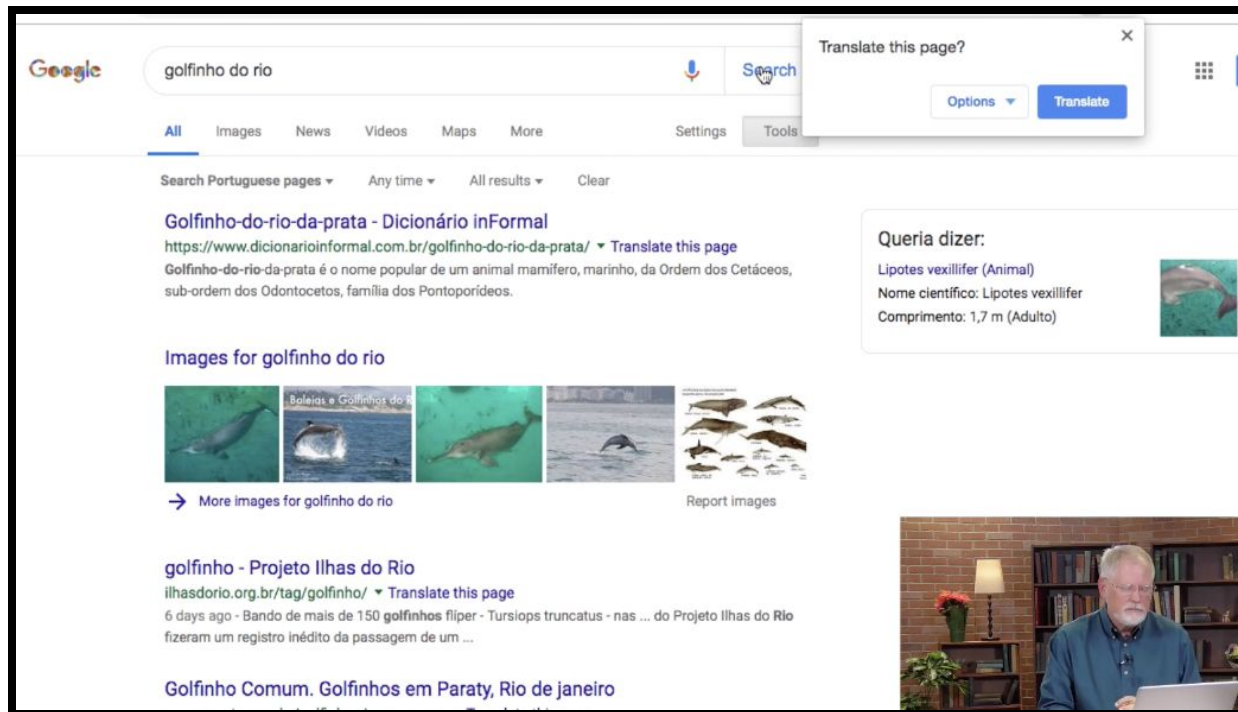 Translate this page?
Google
golfinho do rio
Search
Options
Translate
All Images News Videos Maps More Settings Tools
Search Portuguese pages Any time All results Clear
Golfinho-do-rio-da-prata - Dicionário inFormal
https://www.dicionarioinformal.com.br/golfinho-do-rio-da-prata/ Translate this page
Golfinho-do-rio-da-prata é o nome popular de um animal mamífero, marinho, da Ordem dos Cetáceos,
sub-ordem dos Odontocetos, família dos Pontoporídeos.
Queria dizer:
Lipotes vexillifer (Animal)
Nome científico: Lipotes vexillifer
Comprimento: 1,7 m (Adulto)
Images for golfinho do rio
Baleias e Golfinhos do
More images for golfinho do rio
Report images
golfinho - Projeto Ilhas do Rio
ilhasdorio.org.br/tag/golfinho/ Translate this page
6 days ago - Bando de mais de 150 golfinhos flíper - Tursiops truncatus - nas ... do Projeto Ilhas do Rio
fizeram um registro inédito da passagem de um ...
Golfinho Comum. Golfinhos em Paraty, Rio de janeiro